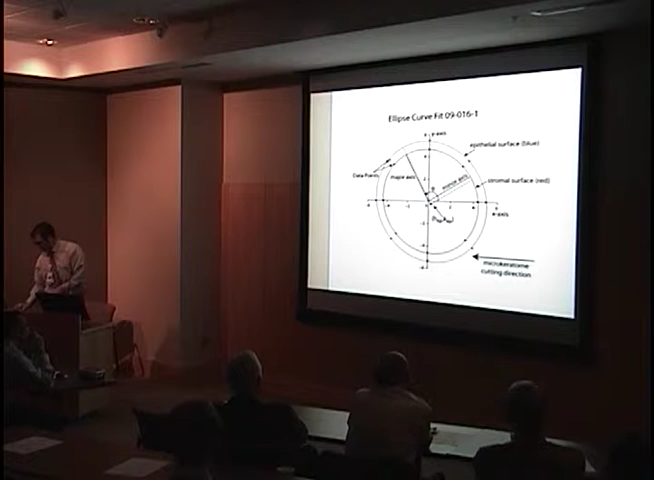 Ellipse Curve Fit 09-016-1
y-axis
epithelial surface (blue)
Data Points
major axis
minor axis
stromal surface (red)
x-axis
microkeratome
cutting direction